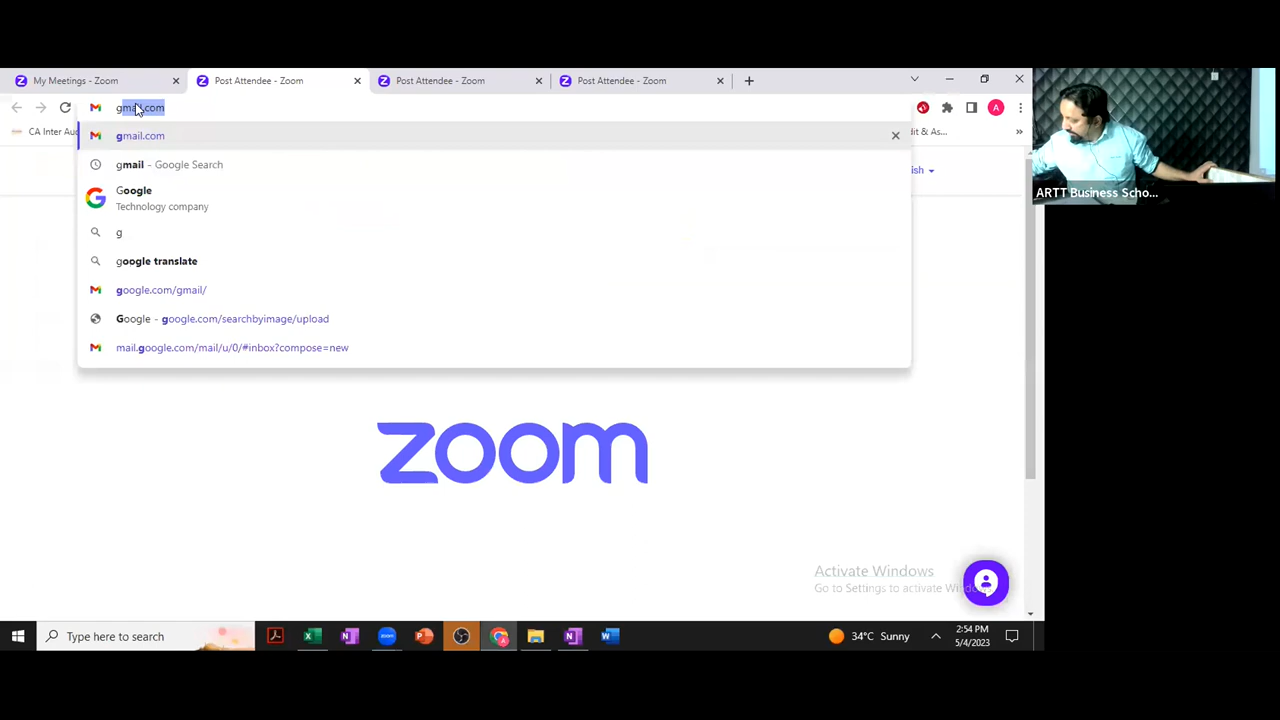 My Meetings - Zoom
Post Attendee - Zoom
Post Attendee - Zoom
Post Attendee - Zoom
gmail.com
CA Inter Au
dit & As...
gmail.com
gmail - Google Search
ish
Google
Technology company
g
google translate
google.com/gmail/
Google - google.com/searchbyimage/upload
mail.google.com/mail/u/0/#inbox?compose=new
ARTT Business Scho...
zoom
Activate Windows
Go to Settings to activate Windows.
Type here to search
34°C Sunny
2:54 PM
5/4/2023